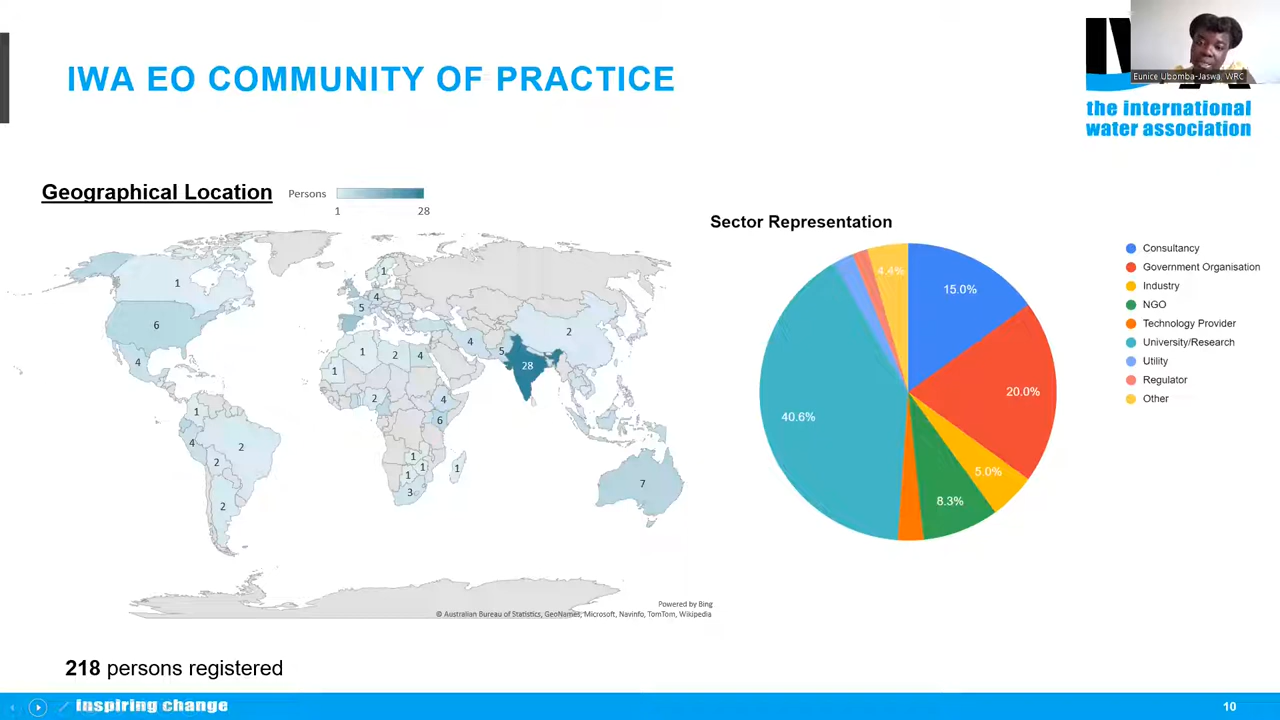 Eunice Ubomba-Jaswa, WRC
IWA EO COMMUNITY OF PRACTICE
the international
water association
Geographical Location
Persons
1
28
Sector Representation
1
6
4
1
4
2
2
2
1
4
5
1
2
4
1
2
4
6
1
1
1
3
1
4
5
28
2
7
4.4%
15.0%
20.0%
5.0%
8.3%
40.6%
Consultancy
Government Organisation
Industry
NGO
Technology Provider
University/Research
Utility
Regulator
Other
Powered by Bing
© Australian Bureau of Statistics, GeoNames, Microsoft, Navinfo, TomTom, Wikipedia
218 persons registered
inspiring change
10